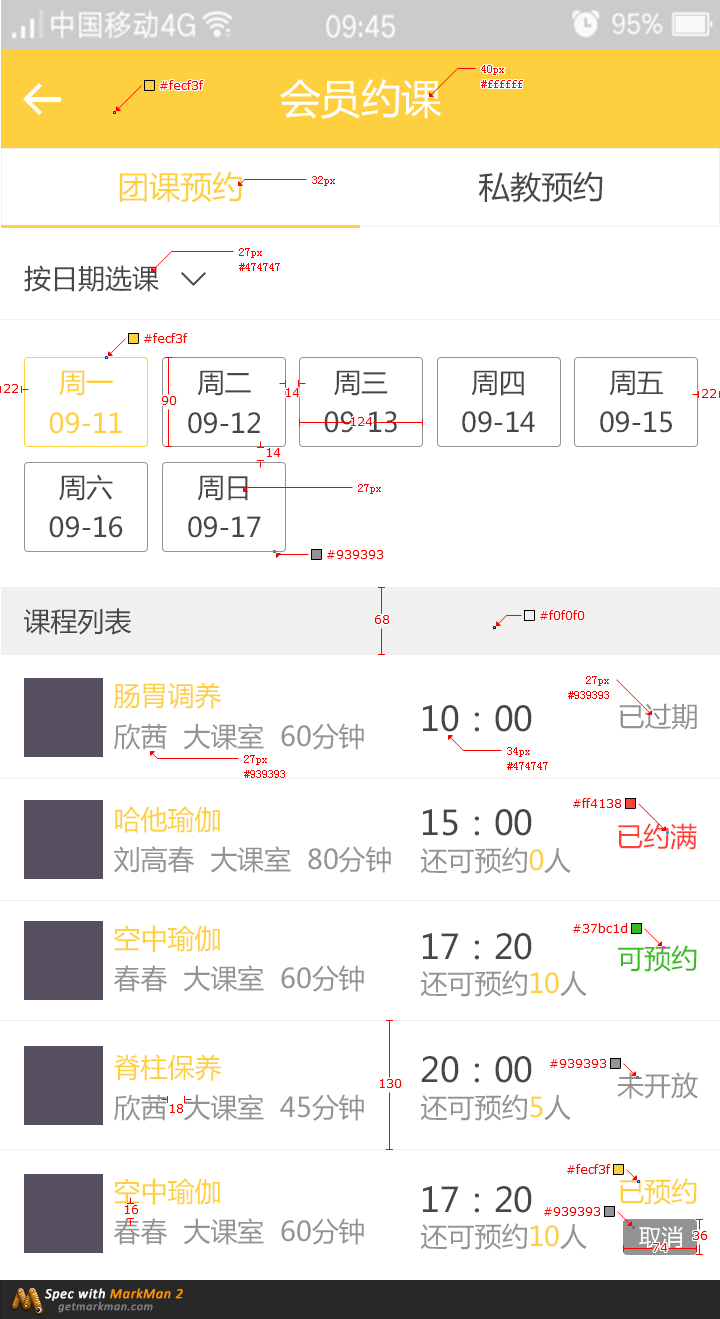 中国移动4G 09:45 95%
#fecf3f 会员约课 40px
#ffffff
团课预约 32px 私教预约
按日期选课 27px
#474747
#fecf3f
22 周一 90 周二 14 周三 周四 周五 22
09-11 09-12 09-13 124 09-14 09-15
14
周六 周日 27px
09-16 09-17
#939393
课程列表 68 #f0f0f0
肠胃调养 10：00 27px
#939393
已过期
欣茜 大课室 60分钟
27px
#939393
34px
#474747
哈他瑜伽 15：00 #ff4138 已约满
刘高春 大课室 80分钟 还可预约0人
空中瑜伽 17：20 #37bc1d 可预约
春春 大课室 60分钟 还可预约10人
脊柱保养 130 20：00 #939393 未开放
欣茜 18 大课室 45分钟 还可预约5人
空中瑜伽 17：20 #fecf3f 已预约
16 #939393
春春 大课室 60分钟 还可预约10人 取消 74 36
Spec with MarkMan 2
getmarkman.com